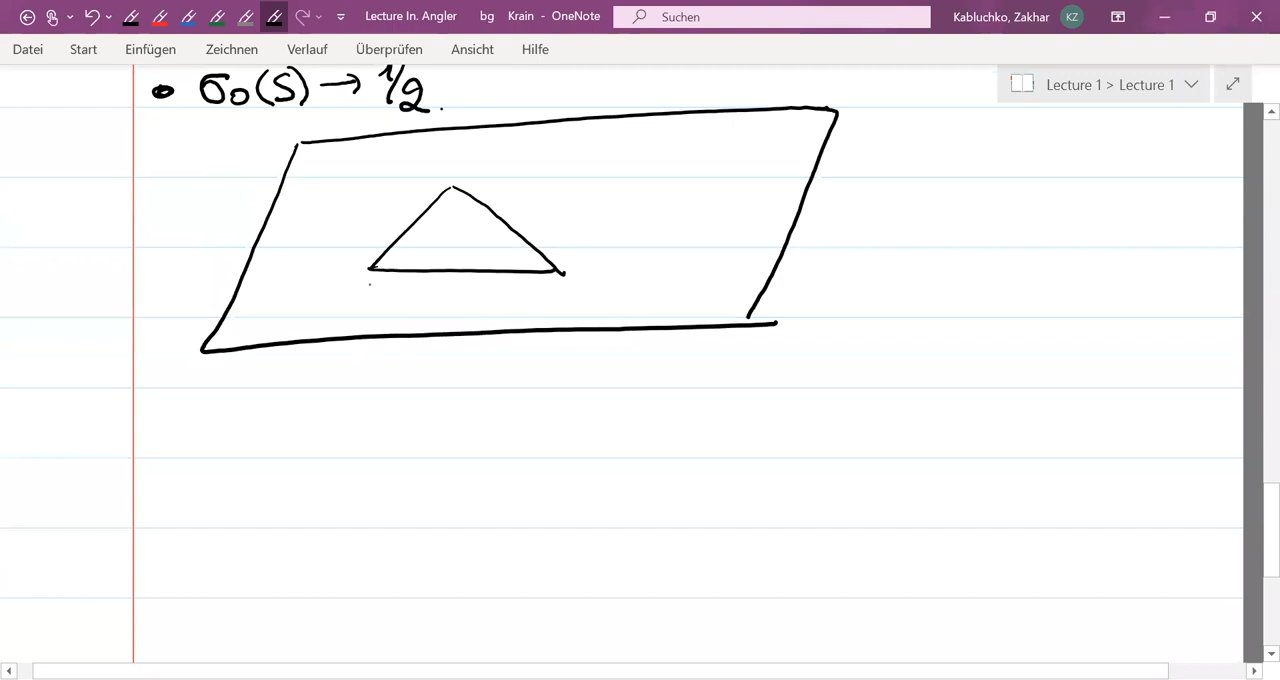 Lecture In. Angler bg Krain - OneNote
Suchen
Kabluchko, Zakhar KZ
Datei Start Einfügen Zeichnen Verlauf Überprüfen Ansicht Hilfe
Lecture 1 > Lecture 1
• σ₀(S) → 1/2.